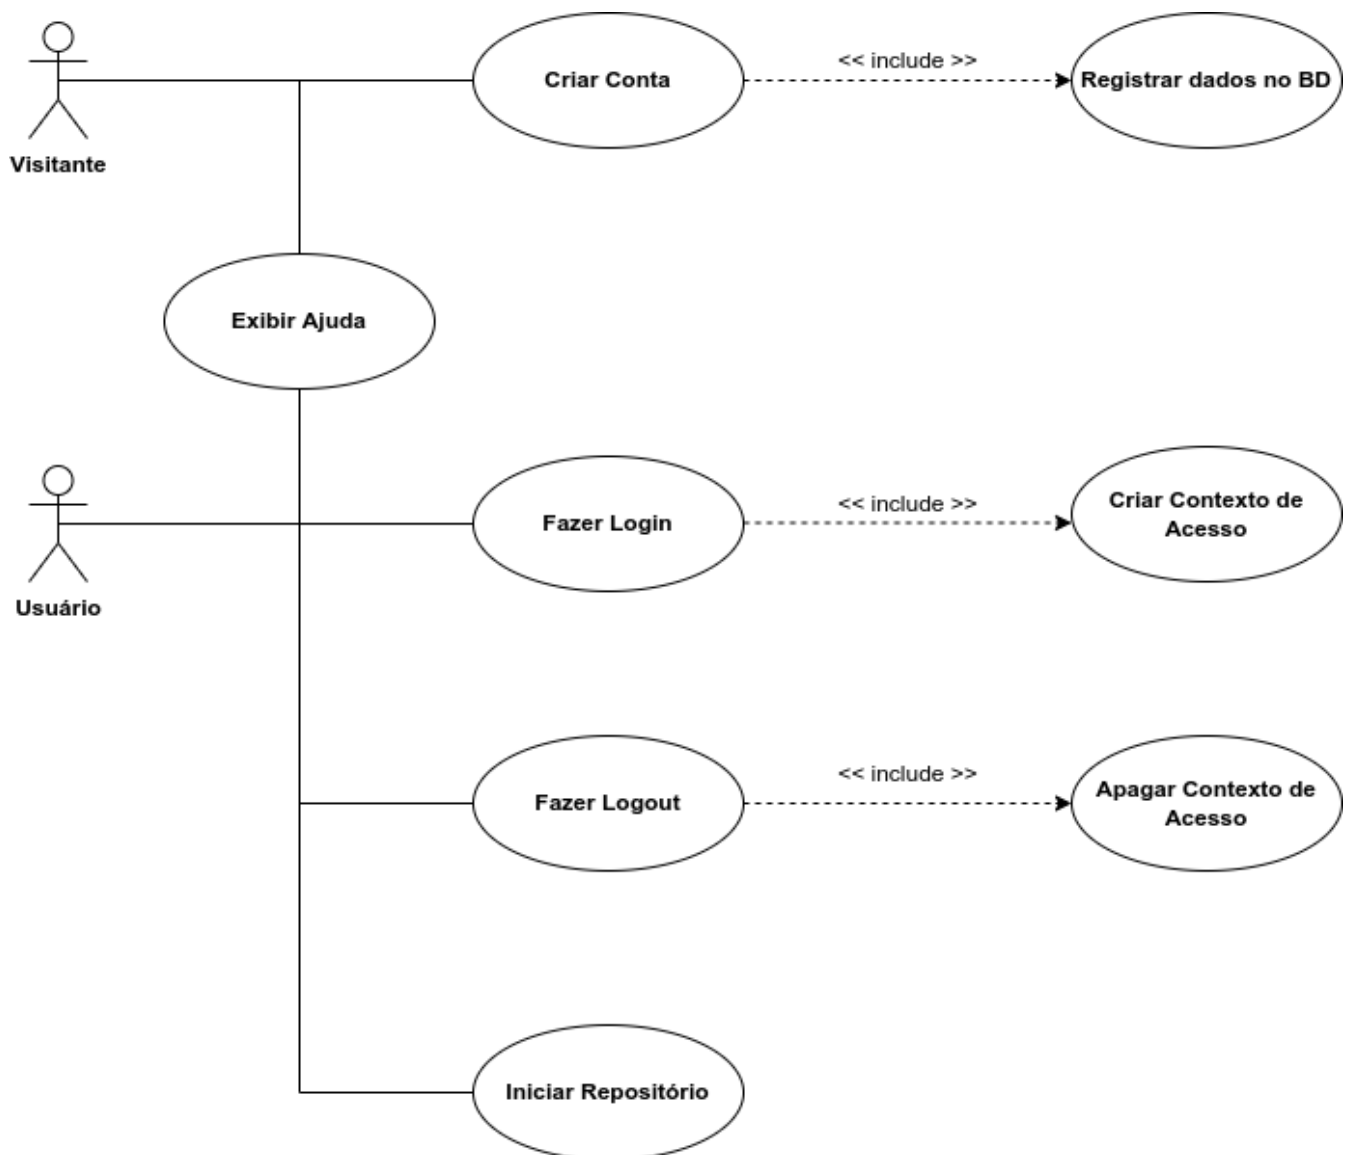 Criar Conta
<< include >>
Registrar dados no BD
Visitante
Exibir Ajuda
Fazer Login
<< include >>
Criar Contexto de
Acesso
Usuário
Fazer Logout
<< include >>
Apagar Contexto de
Acesso
Iniciar Repositório